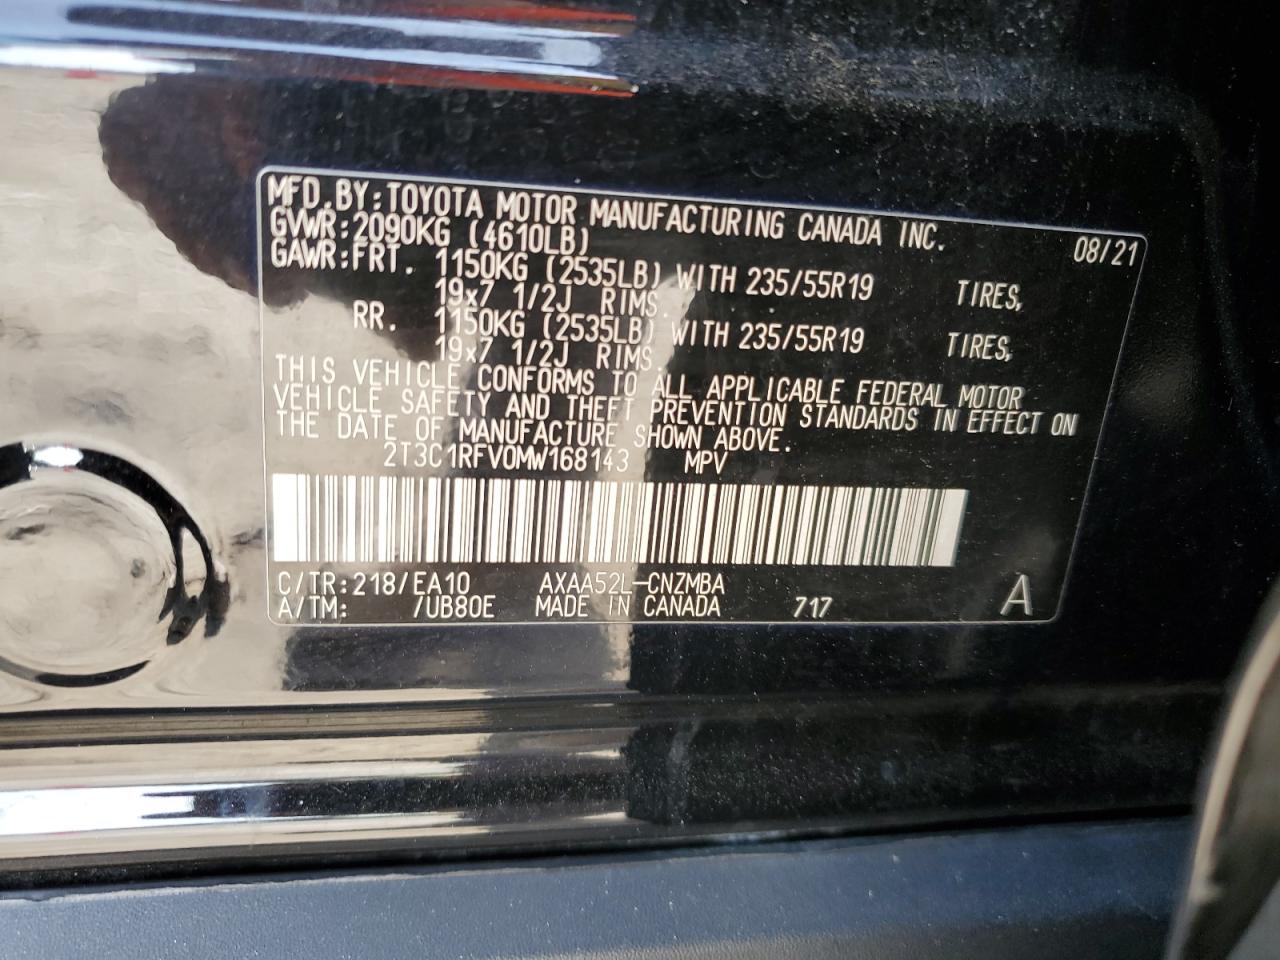 MFD.BY:TOYOTA MOTOR MANUFACTURING CANADA INC. 08/21
GVWR:2090KG (4610LB)
GAWR:FRT. 1150KG (2535LB) WITH 235/55R19 TIRES,
19x7 1/2J RIMS.
RR. 1150KG (2535LB) WITH 235/55R19 TIRES,
19x7 1/2J RIMS.
THIS VEHICLE CONFORMS TO ALL APPLICABLE FEDERAL MOTOR
VEHICLE SAFETY AND THEFT PREVENTION STANDARDS IN EFFECT ON
THE DATE OF MANUFACTURE SHOWN ABOVE.
2T3C1RFV0MW168143 MPV
C/TR:218/EA10 AXAA52L-CNZMBA
A/TM: /UB80E MADE IN CANADA 717 A